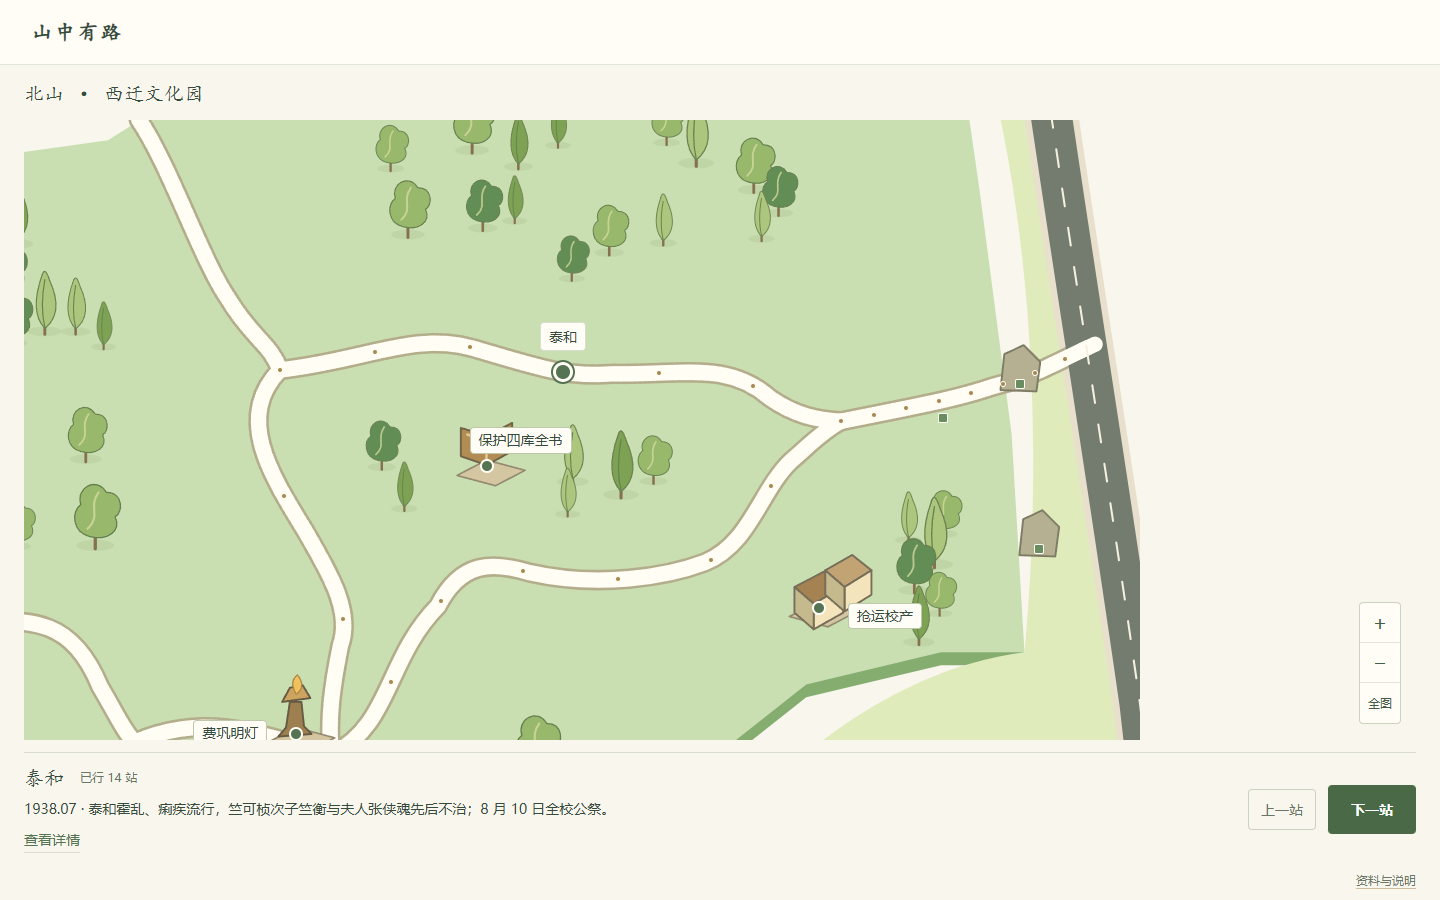 山中有路
北山 • 西迁文化园
泰和
保护四库全书
抢运校产
费巩明灯
+
−
全图
泰和 已行 14 站
1938.07 · 泰和霍乱、痢疾流行，竺可桢次子竺衡与夫人张侠魂先后不治；8 月 10 日全校公祭。
查看详情
上一站
下一站
资料与说明